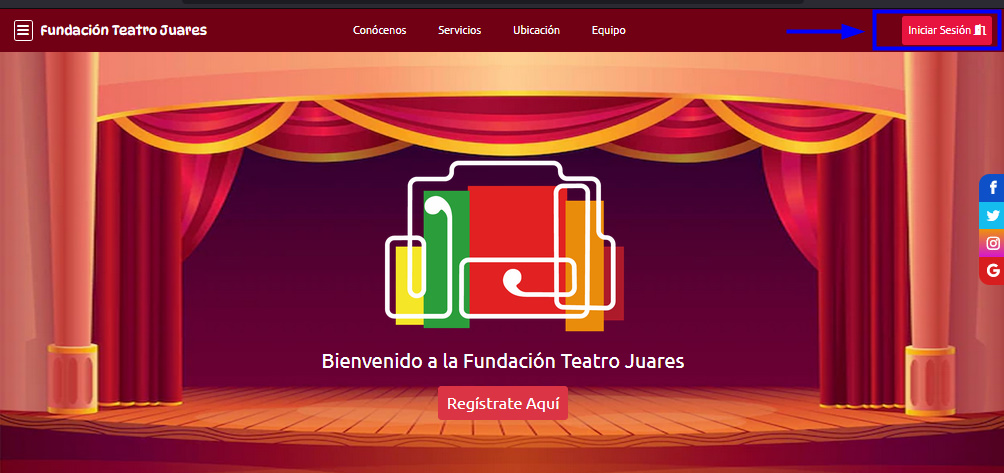 Fundación Teatro Juares
Conócenos
Servicios
Ubicación
Equipo
Iniciar Sesión
Bienvenido a la Fundación Teatro Juares
Regístrate Aquí